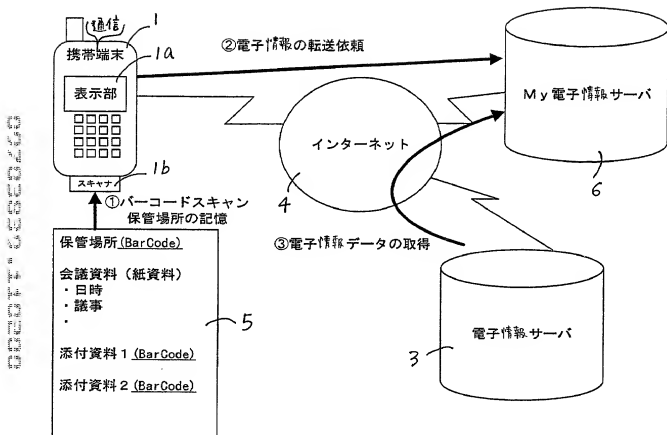 (通信)
1
携帯端末
1a
表示部
スキャナ
1b
①バーコードスキャン
保管場所の記憶
②電子情報の転送依頼
My電子情報サーバ
6
インターネット
4
③電子情報データの取得
電子情報サーバ
3
保管場所(BarCode)
会議資料(紙資料)
・日時
・議事
・
添付資料1(BarCode)
添付資料2(BarCode)
5